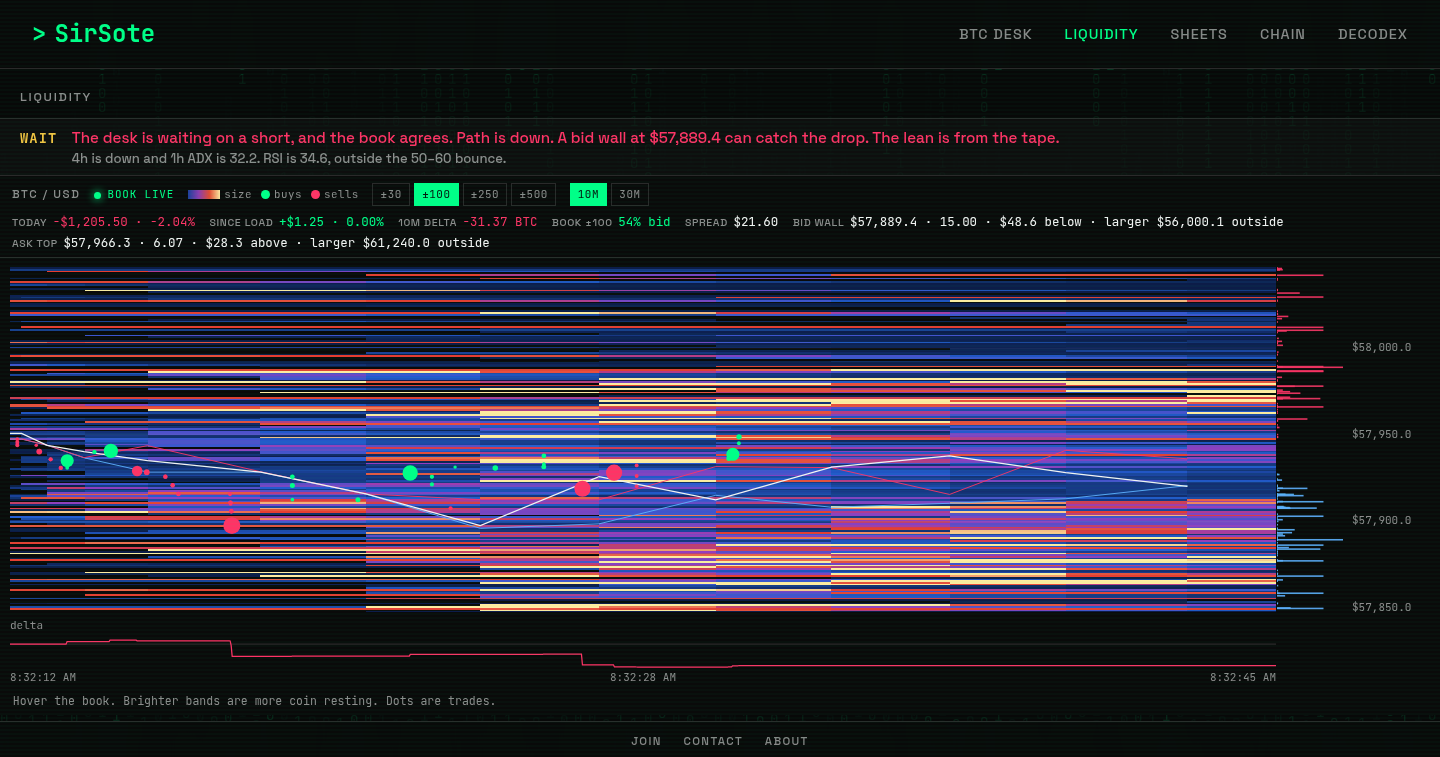 > SirSote
BTC DESK LIQUIDITY SHEETS CHAIN DECODEX
LIQUIDITY
WAIT The desk is waiting on a short, and the book agrees. Path is down. A bid wall at $57,889.4 can catch the drop. The lean is from the tape.
4h is down and 1h ADX is 32.2. RSI is 34.6, outside the 50–60 bounce.
BTC / USD BOOK LIVE size buys sells ±30 ±100 ±250 ±500 10M 30M
TODAY -$1,205.50 · -2.04% SINCE LOAD +$1.25 · 0.00% 10M DELTA -31.37 BTC BOOK ±100 54% bid SPREAD $21.60 BID WALL $57,889.4 · 15.00 · $48.6 below · larger $56,000.1 outside
ASK TOP $57,966.3 · 6.07 · $28.3 above · larger $61,240.0 outside
$58,000.0
$57,950.0
$57,900.0
$57,850.0
delta
8:32:12 AM 8:32:28 AM 8:32:45 AM
Hover the book. Brighter bands are more coin resting. Dots are trades.
JOIN CONTACT ABOUT